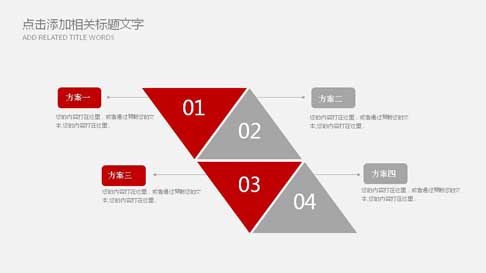 点击添加相关标题文字
ADD RELATED TITLE WORDS
方案一
您的内容打在这里，或者通过复制您的文
本,您的内容打在这里。
01
02
方案二
您的内容打在这里，或者通过复制您的文
本,您的内容打在这里。
方案三
您的内容打在这里，或者通过复制您的文
本,您的内容打在这里。
03
04
方案四
您的内容打在这里，或者通过复制您的文
本,您的内容打在这里。